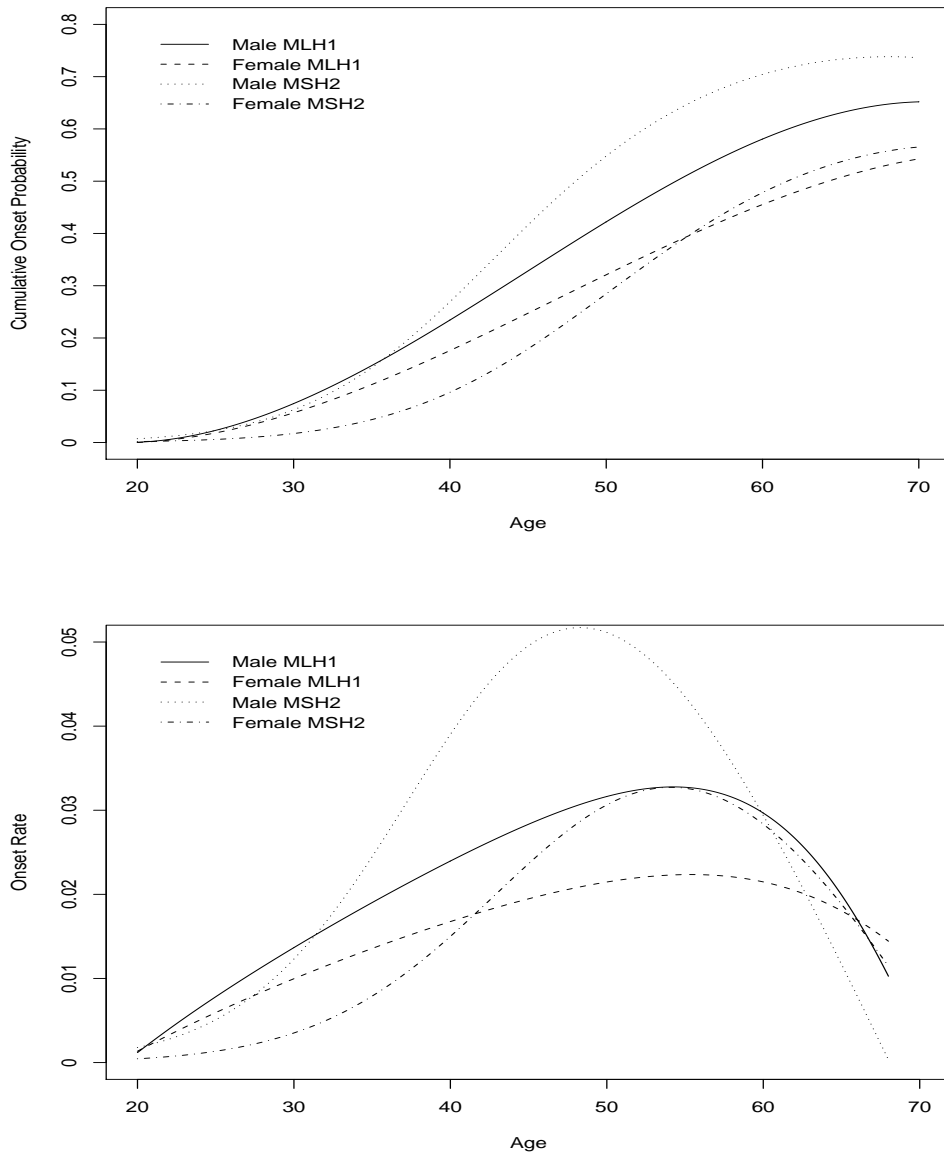 Male MLH1
Female MLH1
Male MSH2
Female MSH2
Cumulative Onset Probability
0.8
0.7
0.6
0.5
0.4
0.3
0.2
0.1
0
20 30 40 50 60 70
Age
Male MLH1
Female MLH1
Male MSH2
Female MSH2
Onset Rate
0.05
0.04
0.03
0.02
0.01
0
20 30 40 50 60 70
Age